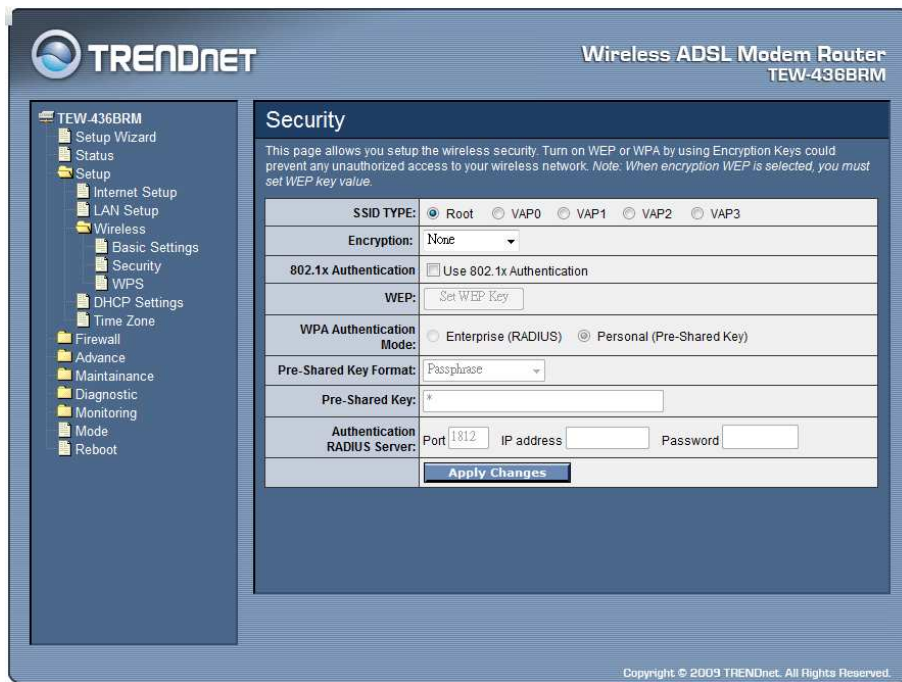 TRENDNET
Wireless ADSL Modem Router
TEW-436BRM
TEW-436BRM
Setup Wizard
Status
Setup
Internet Setup
LAN Setup
Wireless
Basic Settings
Security
WPS
DHCP Settings
Time Zone
Firewall
Advance
Maintainance
Diagnostic
Monitoring
Mode
Reboot
Security
This page allows you setup the wireless security. Turn on WEP or WPA by using Encryption Keys could
prevent any unauthorized access to your wireless network. Note: When encryption WEP is selected, you must
set WEP key value.
SSID TYPE: Root VAP0 VAP1 VAP2 VAP3
Encryption: None
802.1x Authentication Use 802.1x Authentication
WEP: Set WEP Key
WPA Authentication
Mode: Enterprise (RADIUS) Personal (Pre-Shared Key)
Pre-Shared Key Format: Passphrase
Pre-Shared Key: *
Authentication
RADIUS Server: Port 1812 IP address Password
Apply Changes
Copyright © 2009 TRENDnet. All Rights Reserved.